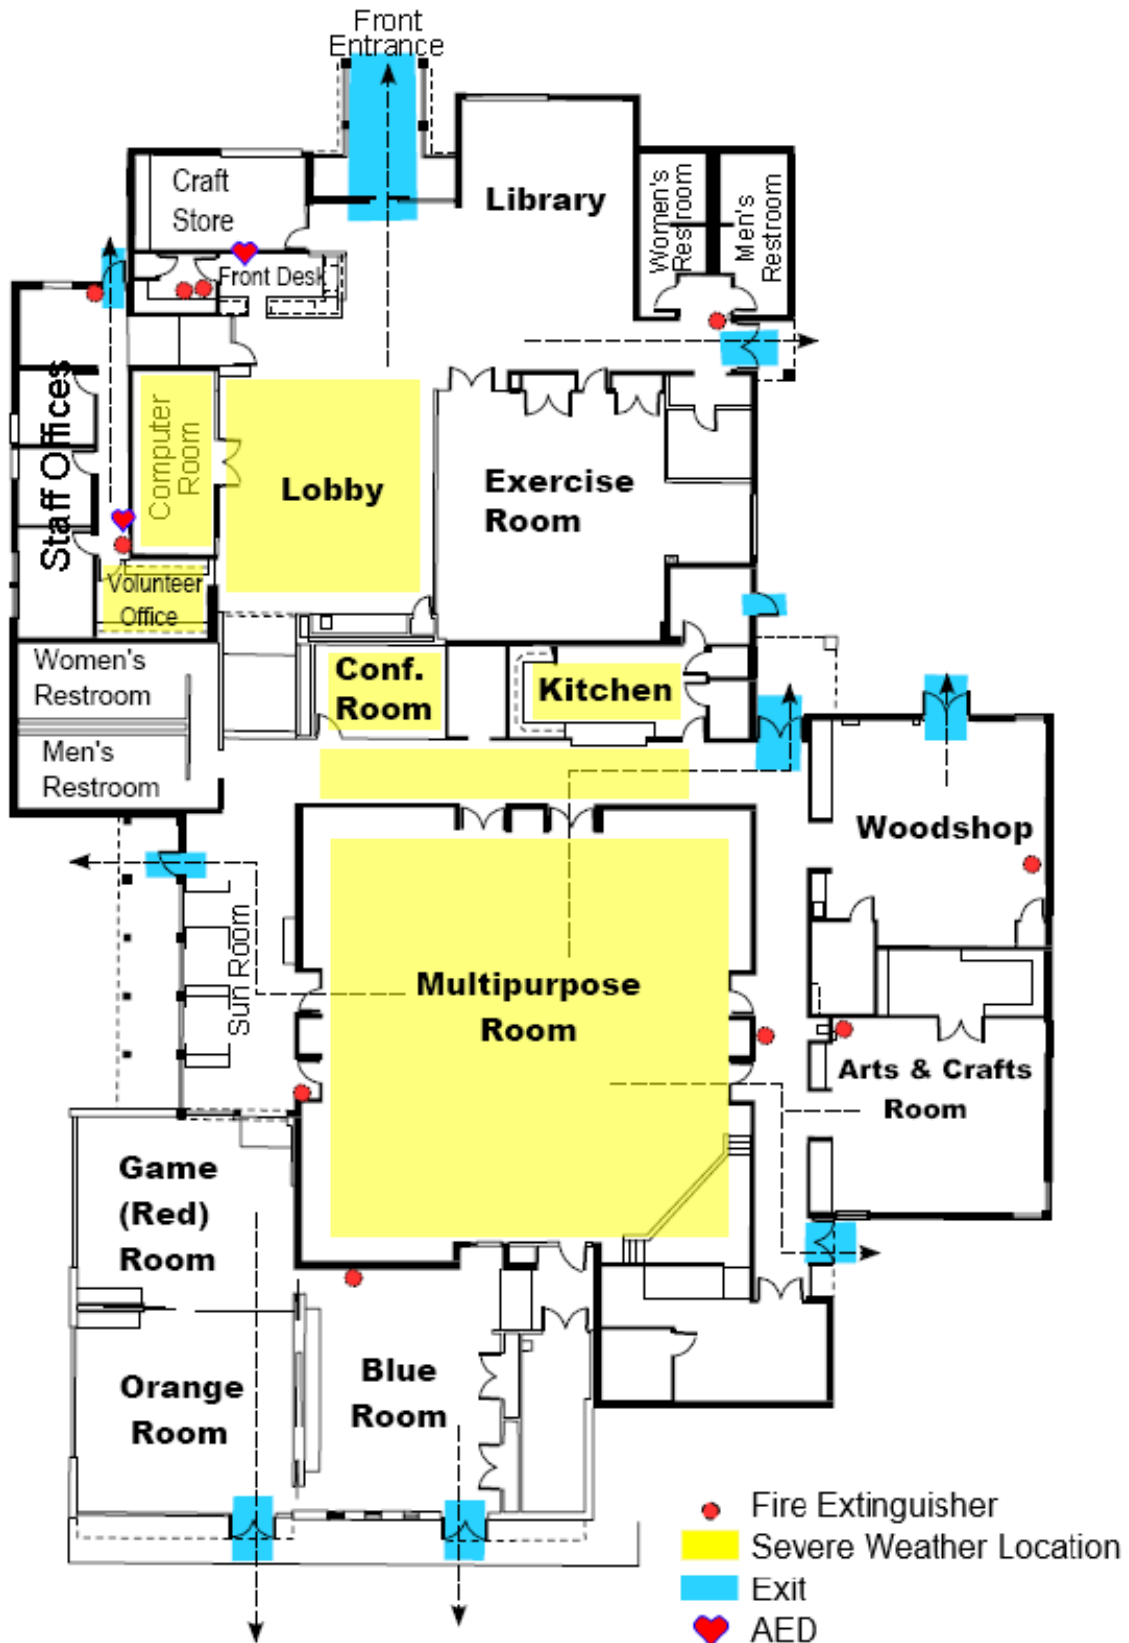 Front
Entrance
Craft
Store
Library
Women's
Restroom
Men's
Restroom
Front Desk
Staff Offices
Computer
Room
Lobby
Exercise
Room
Volunteer
Office
Women's
Restroom
Conf.
Room
Kitchen
Men's
Restroom
Woodshop
Sun Room
Multipurpose
Room
Arts & Crafts
Room
Game
(Red)
Room
Orange
Room
Blue
Room
Fire Extinguisher
Severe Weather Location
Exit
AED